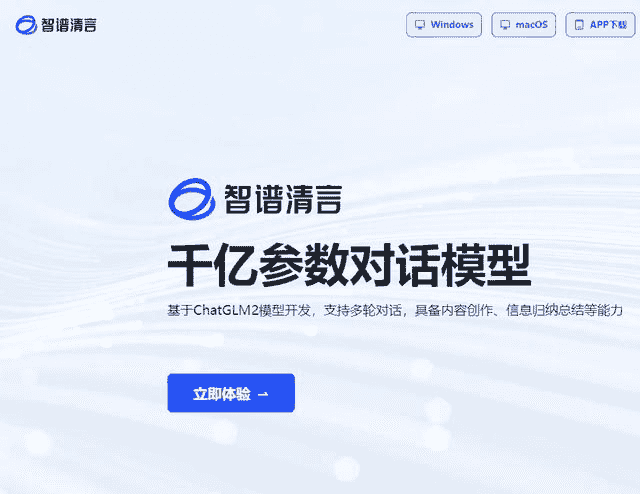 智谱清言
Windows
macOS
APP下载
智谱清言
千亿参数对话模型
基于ChatGLM2模型开发，支持多轮对话，具备内容创作、信息归纳总结等能力
立即体验 →